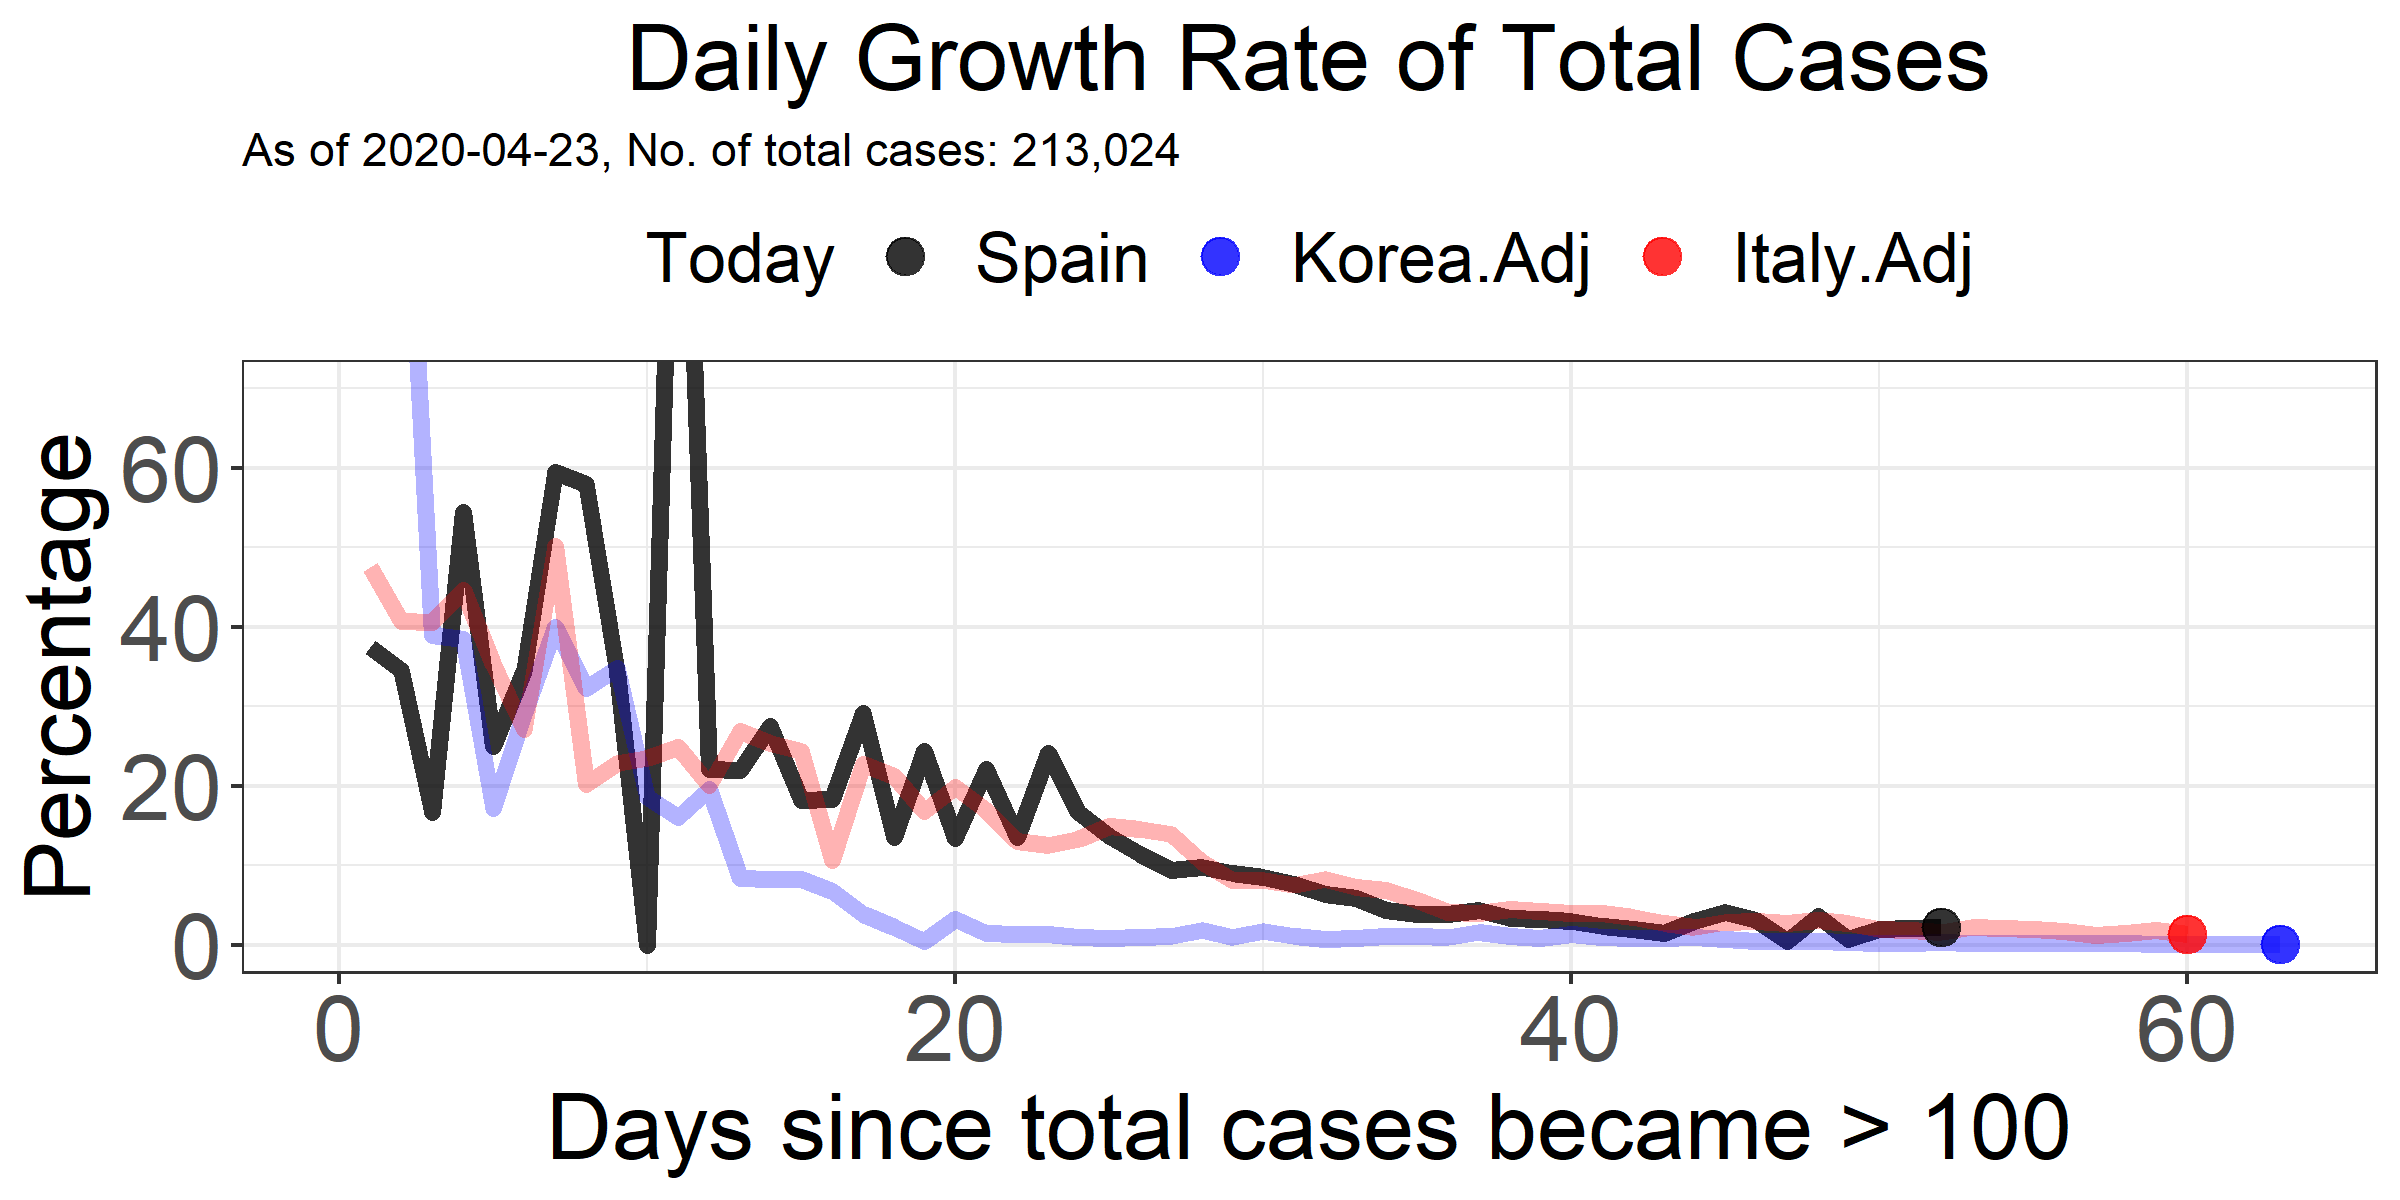 Daily Growth Rate of Total Cases
As of 2020-04-23, No. of total cases: 213,024
Today Spain Korea.Adj Italy.Adj
Percentage
60
40
20
0
0 20 40 60
Days since total cases became > 100